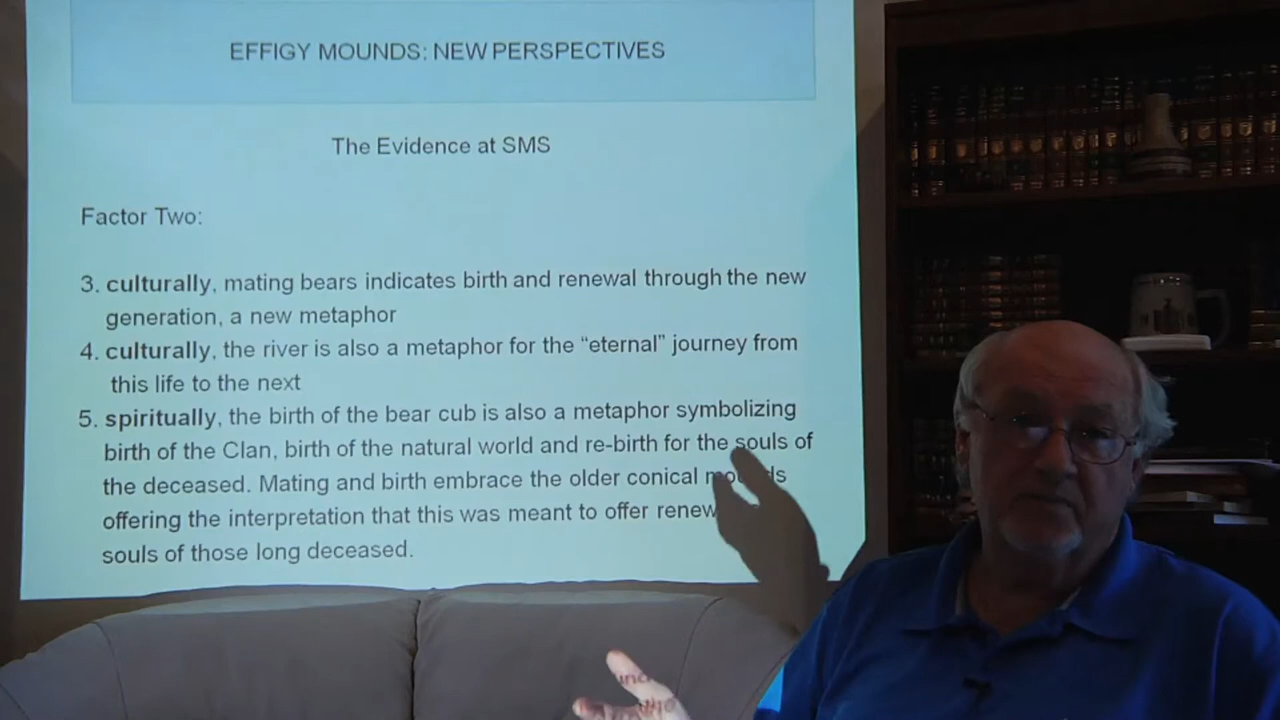 EFFIGY MOUNDS: NEW PERSPECTIVES
The Evidence at SMS
Factor Two:
3. culturally, mating bears indicates birth and renewal through the new
generation, a new metaphor
4. culturally, the river is also a metaphor for the “eternal” journey from
this life to the next
5. spiritually, the birth of the bear cub is also a metaphor symbolizing
birth of the Clan, birth of the natural world and re-birth for the souls of
the deceased. Mating and birth embrace the older conical
offering the interpretation that this was meant to offer
souls of those long deceased.